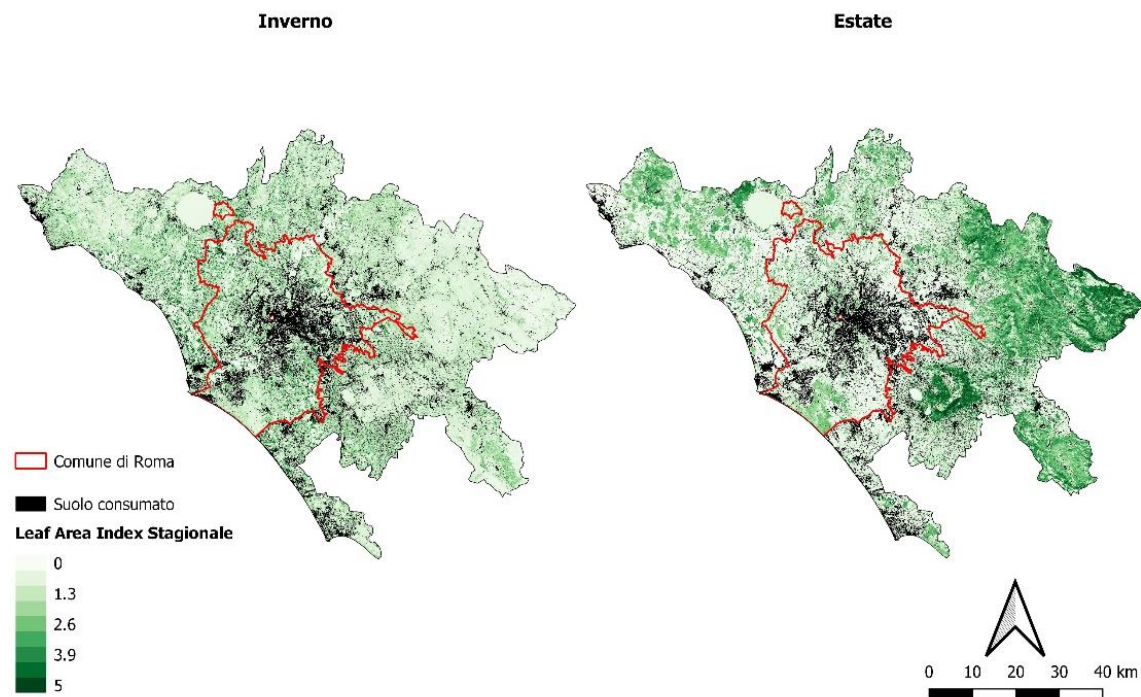 Inverno
Estate
Comune di Roma
Suolo consumato
Leaf Area Index Stagionale
0
1.3
2.6
3.9
5
0 10 20 30 40 km